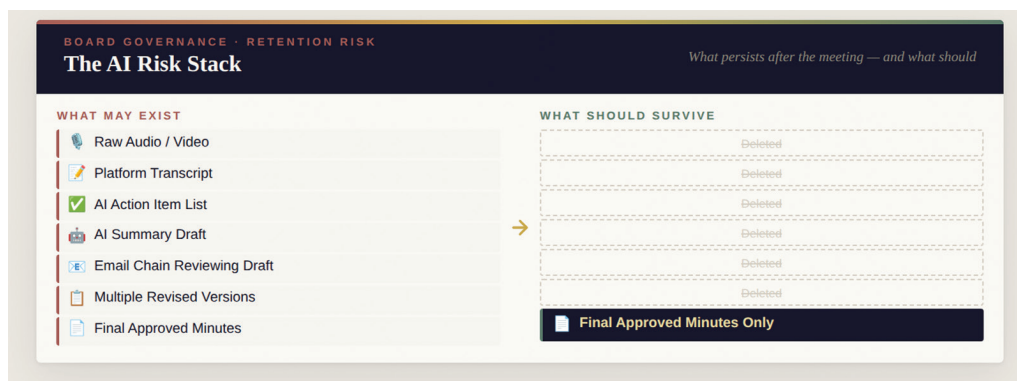 BOARD GOVERNANCE · RETENTION RISK
The AI Risk Stack
What persists after the meeting — and what should
WHAT MAY EXIST
Raw Audio / Video
Platform Transcript
AI Action Item List
AI Summary Draft
Email Chain Reviewing Draft
Multiple Revised Versions
Final Approved Minutes
→
WHAT SHOULD SURVIVE
Deleted
Deleted
Deleted
Deleted
Deleted
Deleted
Final Approved Minutes Only